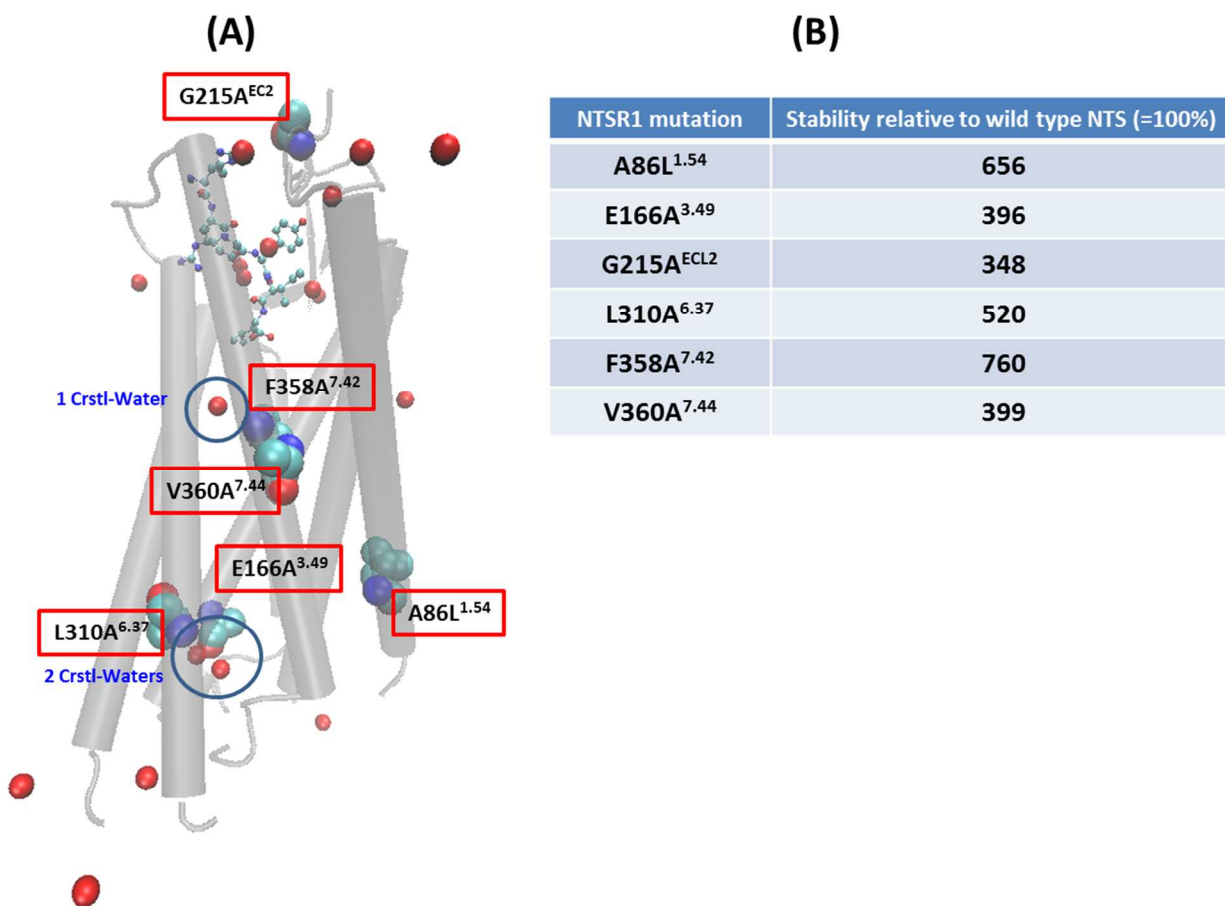 (A)
G215A^EC2
1 Crstl-Water
F358A^7.42
V360A^7.44
E166A^3.49
L310A^6.37
A86L^1.54
2 Crstl-Waters
(B)
NTSR1 mutation Stability relative to wild type NTS (=100%)
A86L^1.54 656
E166A^3.49 396
G215A^ECL2 348
L310A^6.37 520
F358A^7.42 760
V360A^7.44 399